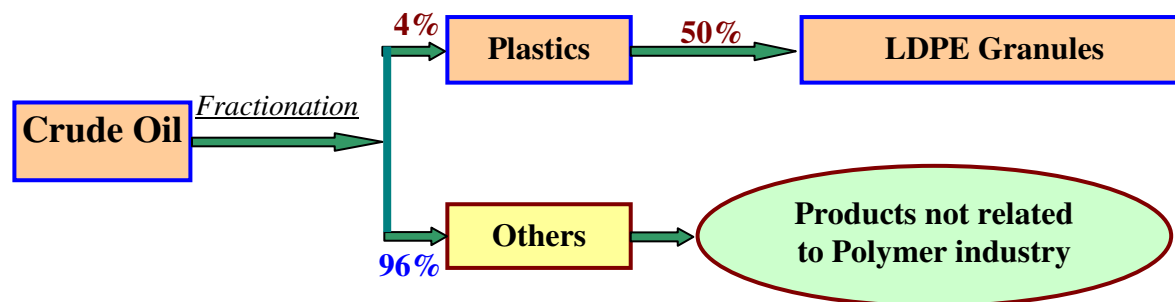 4%
Plastics
50%
LDPE Granules
Crude Oil
Fractionation
Others
96%
Products not related
to Polymer industry